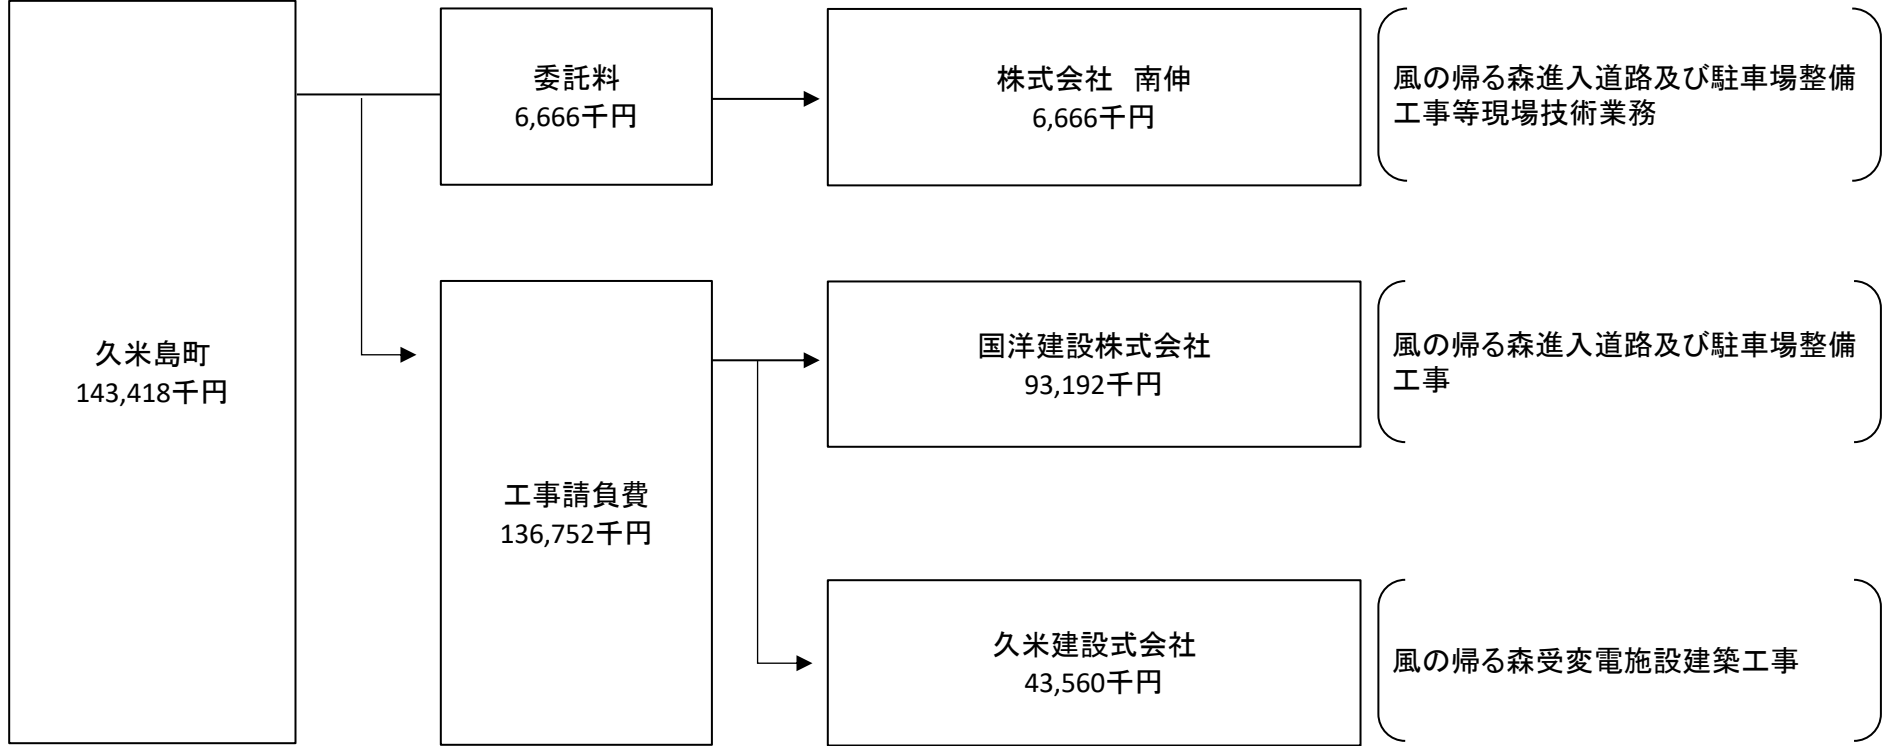 久米島町
143,418千円
委託料
6,666千円
株式会社　南伸
6,666千円
風の帰る森進入道路及び駐車場整備
工事等現場技術業務
工事請負費
136,752千円
国洋建設株式会社
93,192千円
風の帰る森進入道路及び駐車場整備
工事
久米建設式会社
43,560千円
風の帰る森受変電施設建築工事